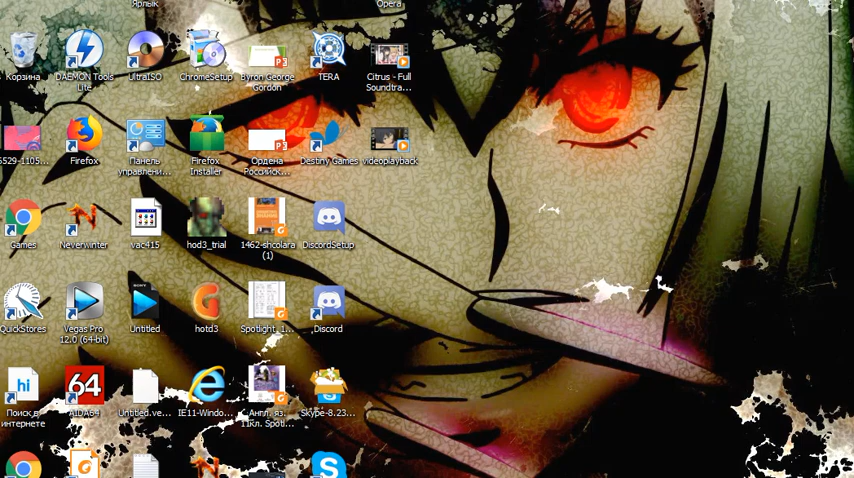 Ярлык
Opera
Корзина
DAEMON Tools
Lite
UltraISO
ChromeSetup
Byron George
Gordon
TERA
Citrus - Full
Soundtra...
5529-1105...
Firefox
Панель
управлени...
Firefox
Installer
Ордена
Российск...
Destiny Games
videoplayback
Games
Neverwinter
vac415
hod3_trial
1462-shcolara
(1)
DiscordSetup
QuickStores
Vegas Pro
12.0 (64-bit)
SONY
Untitled
hotd3
Spotlight_1...
Discord
hi
64
Поиск в
интернете
AIDA64
Untitled.ve...
IE11-Windo...
Англ. яз.
11кл. Spotl...
Skype-8.23...